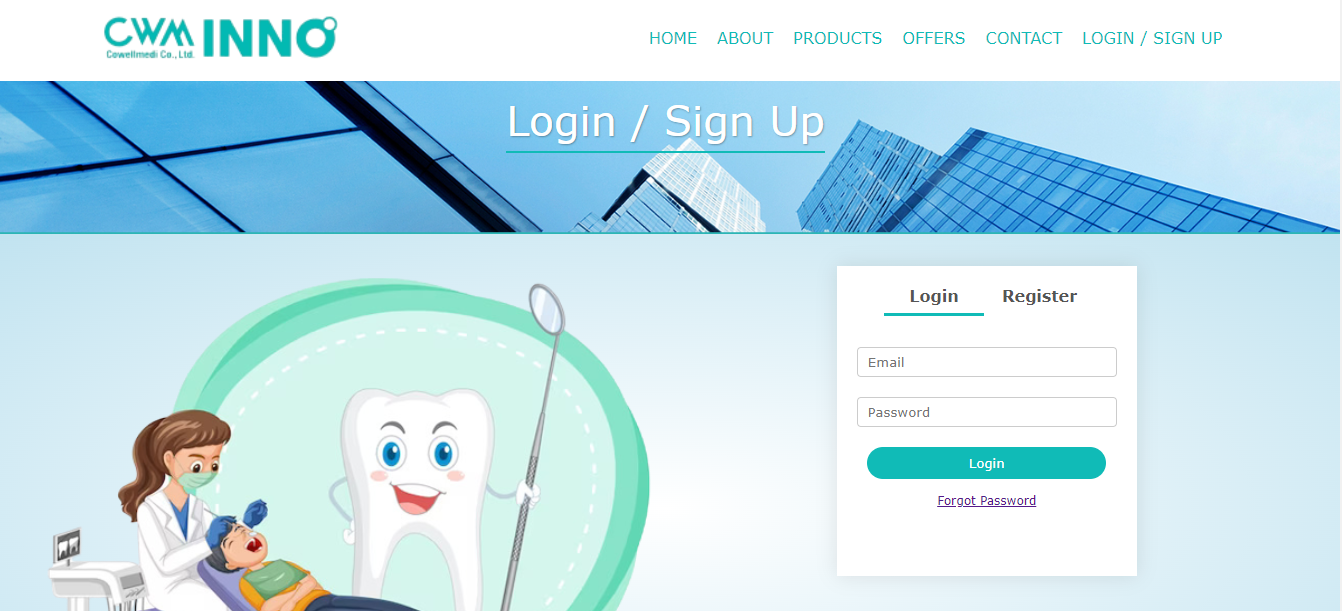 CWM INNO
Cowellmedi Co., Ltd.
HOME ABOUT PRODUCTS OFFERS CONTACT LOGIN / SIGN UP
Login / Sign Up
Login Register
Email
Password
Login
Forgot Password